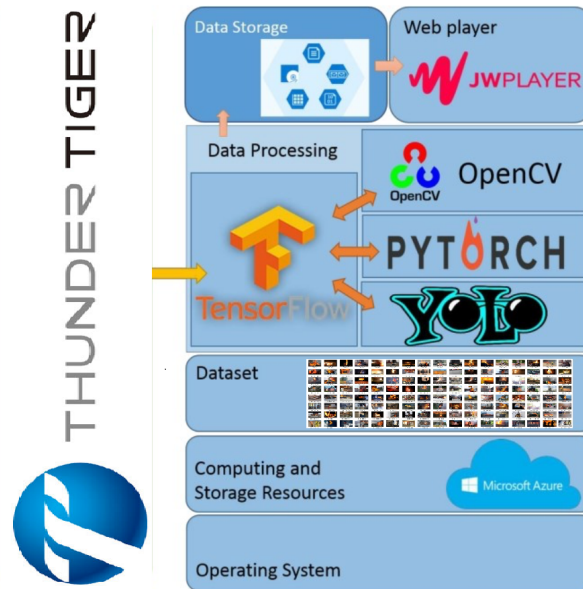 THUNDER TIGER
Data Storage
Web player
JWPLAYER
Data Processing
OpenCV
OpenCV
TensorFlow
PYTORCH
YOLO
Dataset
Computing and
Storage Resources
Microsoft Azure
Operating System